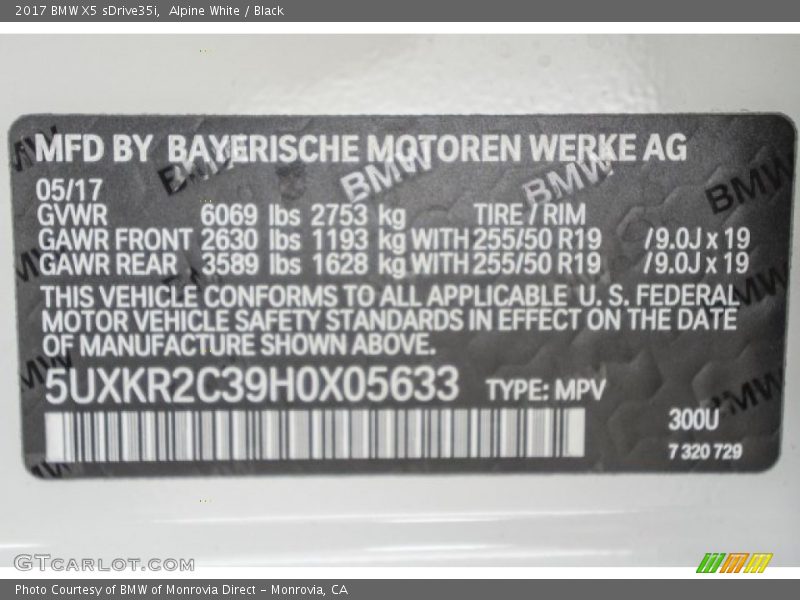 2017 BMW X5 sDrive35i,  Alpine White / Black
MFD BY BAYERISCHE MOTOREN WERKE AG
05/17
GVWR 6069 lbs 2753 kg TIRE / RIM
GAWR FRONT 2630 lbs 1193 kg WITH 255/50 R19 / 9.0J x 19
GAWR REAR 3589 lbs 1628 kg WITH 255/50 R19 / 9.0J x 19
THIS VEHICLE CONFORMS TO ALL APPLICABLE U. S. FEDERAL
MOTOR VEHICLE SAFETY STANDARDS IN EFFECT ON THE DATE
OF MANUFACTURE SHOWN ABOVE.
5UXKR2C39H0X05633 TYPE: MPV
300U
7 320 729
GTCARLOT.COM
Photo Courtesy of BMW of Monrovia Direct – Monrovia, CA